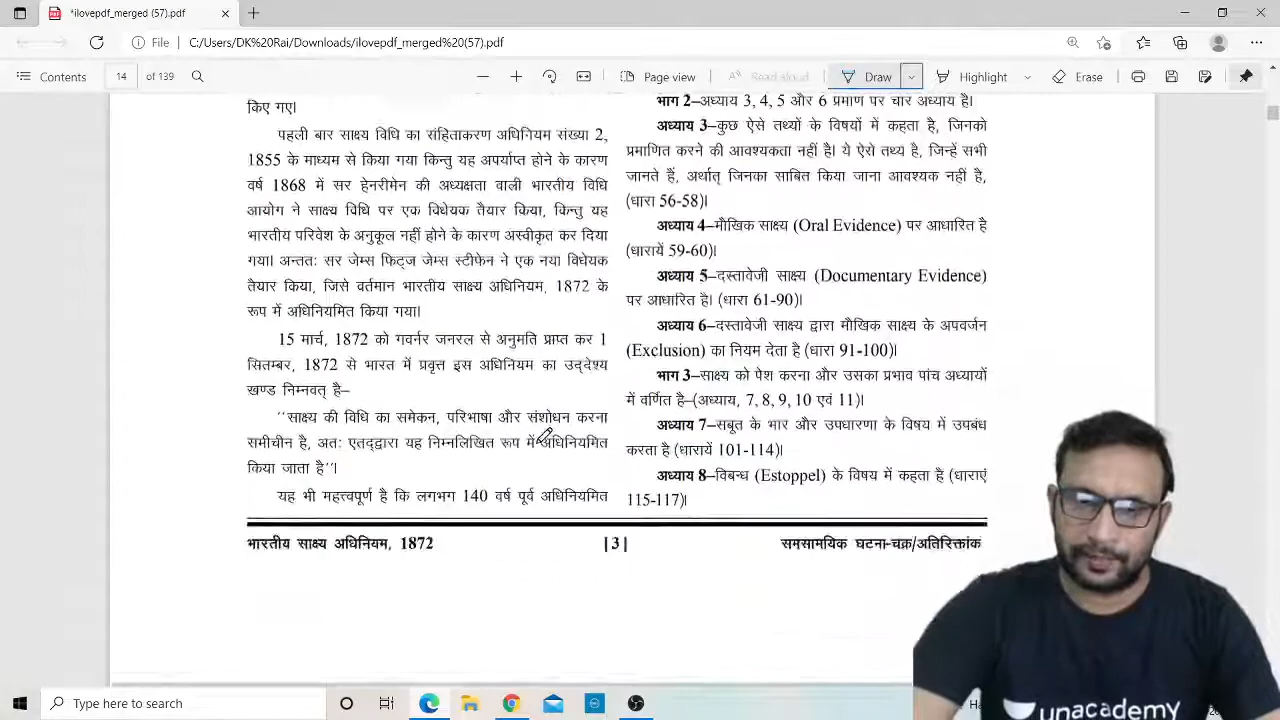 *ilovepdf_merged (57).pdf
File
C:/Users/DK%20Rai/Downloads/ilovepdf_merged%20(57).pdf
Contents
14
of 139
Page view
Read aloud
Draw
Highlight
Erase
किए गए।
पहली बार साक्ष्य विधि का संहिताकरण अधिनियम संख्या 2,
1855 के माध्यम से किया गया किन्तु यह अपर्याप्त होने के कारण
वर्ष 1868 में सर हेनरीमेन की अध्यक्षता वाली भारतीय विधि
आयोग ने साक्ष्य विधि पर एक विधेयक तैयार किया, किन्तु यह
भारतीय परिवेश के अनुकूल नहीं होने के कारण अस्वीकृत कर दिया
गया। अन्ततः सर जेम्स फिट्ज जेम्स स्टीफेन ने एक नया विधेयक
तैयार किया, जिसे वर्तमान भारतीय साक्ष्य अधिनियम, 1872 के
रूप में अधिनियमित किया गया।
15 मार्च, 1872 को गवर्नर जनरल से अनुमति प्राप्त कर 1
सितम्बर, 1872 से भारत में प्रवृत्त इस अधिनियम का उद्देश्य
खण्ड निम्नवत् है–
''साक्ष्य की विधि का समेकन, परिभाषा और संशोधन करना
समीचीन है, अतः एतद्द्वारा यह निम्नलिखित रूप में अधिनियमित
किया जाता है''।
यह भी महत्त्वपूर्ण है कि लगभग 140 वर्ष पूर्व अधिनियमित
भाग 2–अध्याय 3, 4, 5 और 6 प्रमाण पर चार अध्याय है।
अध्याय 3–कुछ ऐसे तथ्यों के विषयों में कहता है, जिनको
प्रमाणित करने की आवश्यकता नहीं है। ये ऐसे तथ्य है, जिन्हें सभी
जानते हैं, अर्थात् जिनका साबित किया जाना आवश्यक नहीं है,
(धारा 56-58)।
अध्याय 4–मौखिक साक्ष्य (Oral Evidence) पर आधारित है
(धारायें 59-60)।
अध्याय 5–दस्तावेजी साक्ष्य (Documentary Evidence)
पर आधारित है। (धारा 61-90)।
अध्याय 6–दस्तावेजी साक्ष्य द्वारा मौखिक साक्ष्य के अपवर्जन
(Exclusion) का नियम देता है (धारा 91-100)।
भाग 3–साक्ष्य को पेश करना और उसका प्रभाव पांच अध्यायों
में वर्णित है–(अध्याय, 7, 8, 9, 10 एवं 11)।
अध्याय 7–सबूत के भार और उपधारणा के विषय में उपबंध
करता है (धारायें 101-114)।
अध्याय 8–विबन्ध (Estoppel) के विषय में कहता है (धाराएं
115-117)।
भारतीय साक्ष्य अधिनियम, 1872
|3|
समसामयिक घटना-चक्र/अतिरिक्तांक
unacademy
Type here to search